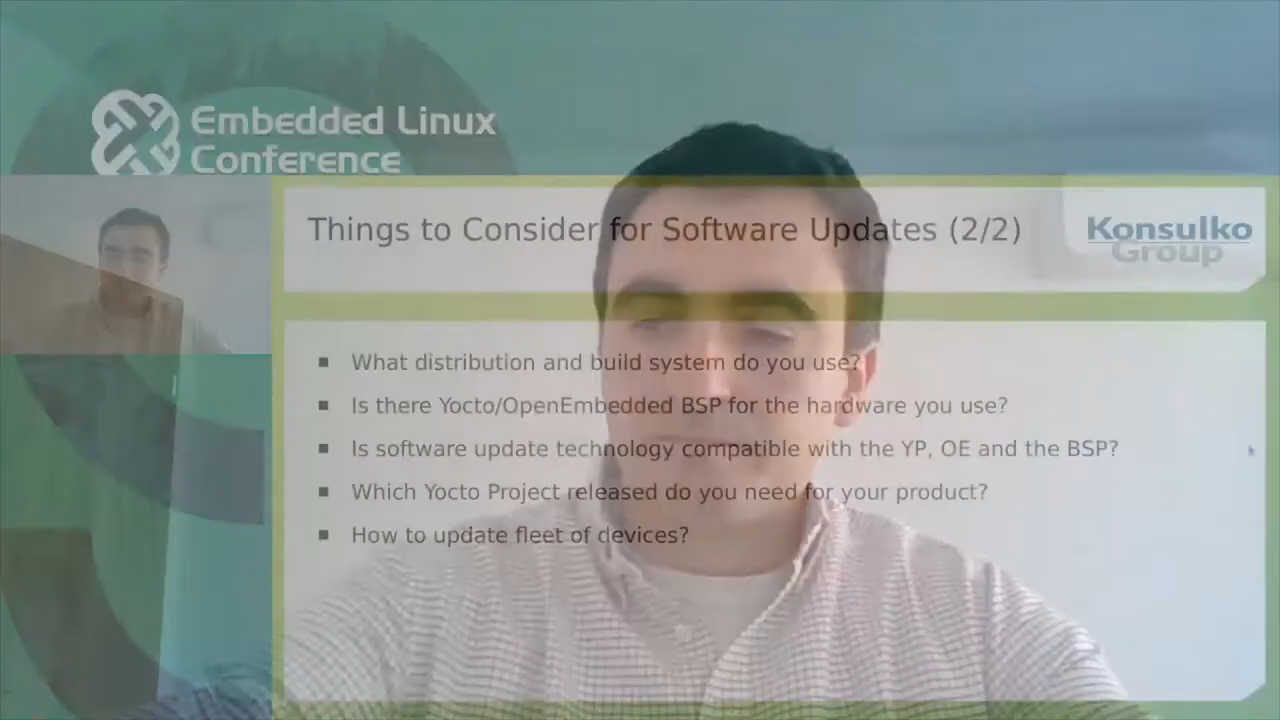 Embedded Linux
Conference
Things to Consider for Software Updates (2/2)
Konsulko
Group
What distribution and build system do you use?
Is there Yocto/OpenEmbedded BSP for the hardware you use?
Is software update technology compatible with the YP, OE and the BSP?
Which Yocto Project released do you need for your product?
How to update fleet of devices?